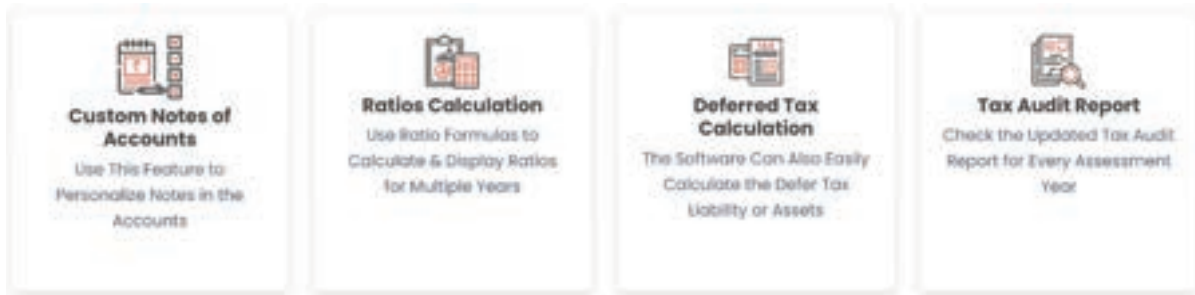 Custom Notes of
Accounts
Use This Feature to
Personalize Notes in the
Accounts
Ratios Calculation
Use Ratio Formulas to
Calculate & Display Ratios
for Multiple Years
Deferred Tax
Calculation
The Software Can Also Easily
Calculate the Defer Tax
Liability or Assets
Tax Audit Report
Check the Updated Tax Audit
Report for Every Assessment
Year